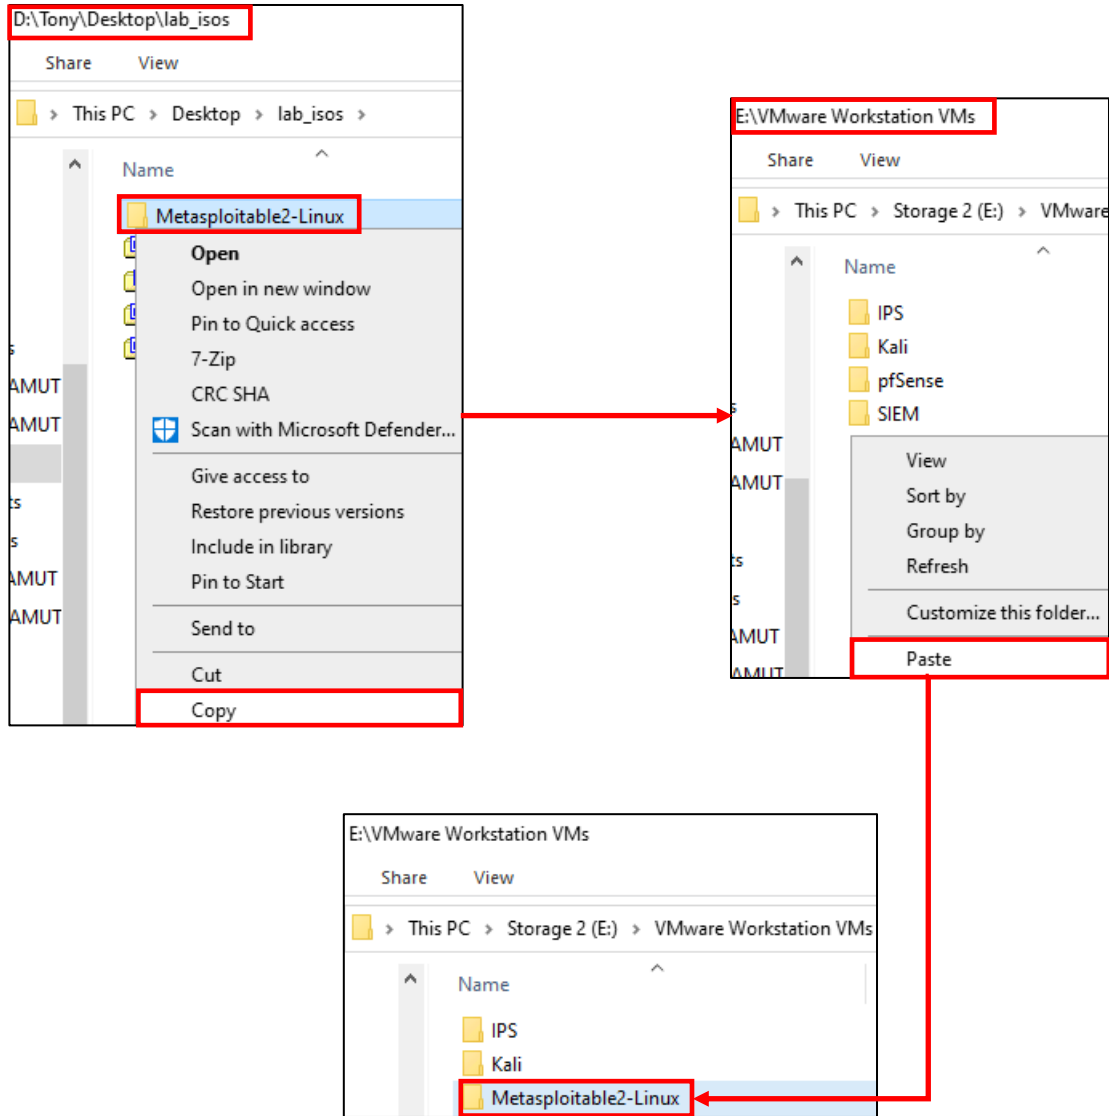 D:\Tony\Desktop\lab_isos
Share View
> This PC > Desktop > lab_isos >
Name
Metasploitable2-Linux
Open
Open in new window
Pin to Quick access
7-Zip
CRC SHA
Scan with Microsoft Defender...
Give access to
Restore previous versions
Include in library
Pin to Start
Send to
Cut
Copy
AMUT
AMUT
ts
s
AMUT
AMUT
E:\VMware Workstation VMs
Share View
> This PC > Storage 2 (E:) > VMware
Name
IPS
Kali
pfSense
SIEM
View
Sort by
Group by
Refresh
Customize this folder...
Paste
s
AMUT
AMUT
ts
s
AMUT
AMUT
E:\VMware Workstation VMs
Share View
> This PC > Storage 2 (E:) > VMware Workstation VMs
Name
IPS
Kali
Metasploitable2-Linux